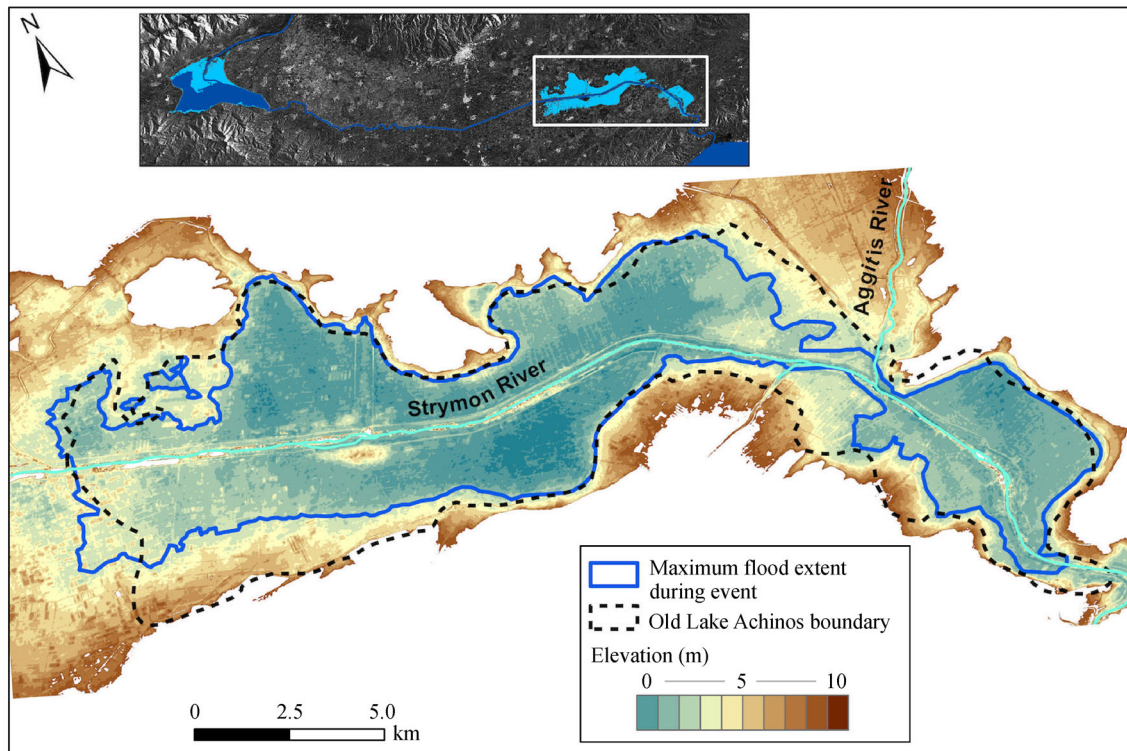 N
Aggitis River
Strymon River
Maximum flood extent
during event
Old Lake Achinos boundary
Elevation (m)
0 5 10
0 2.5 5.0
km